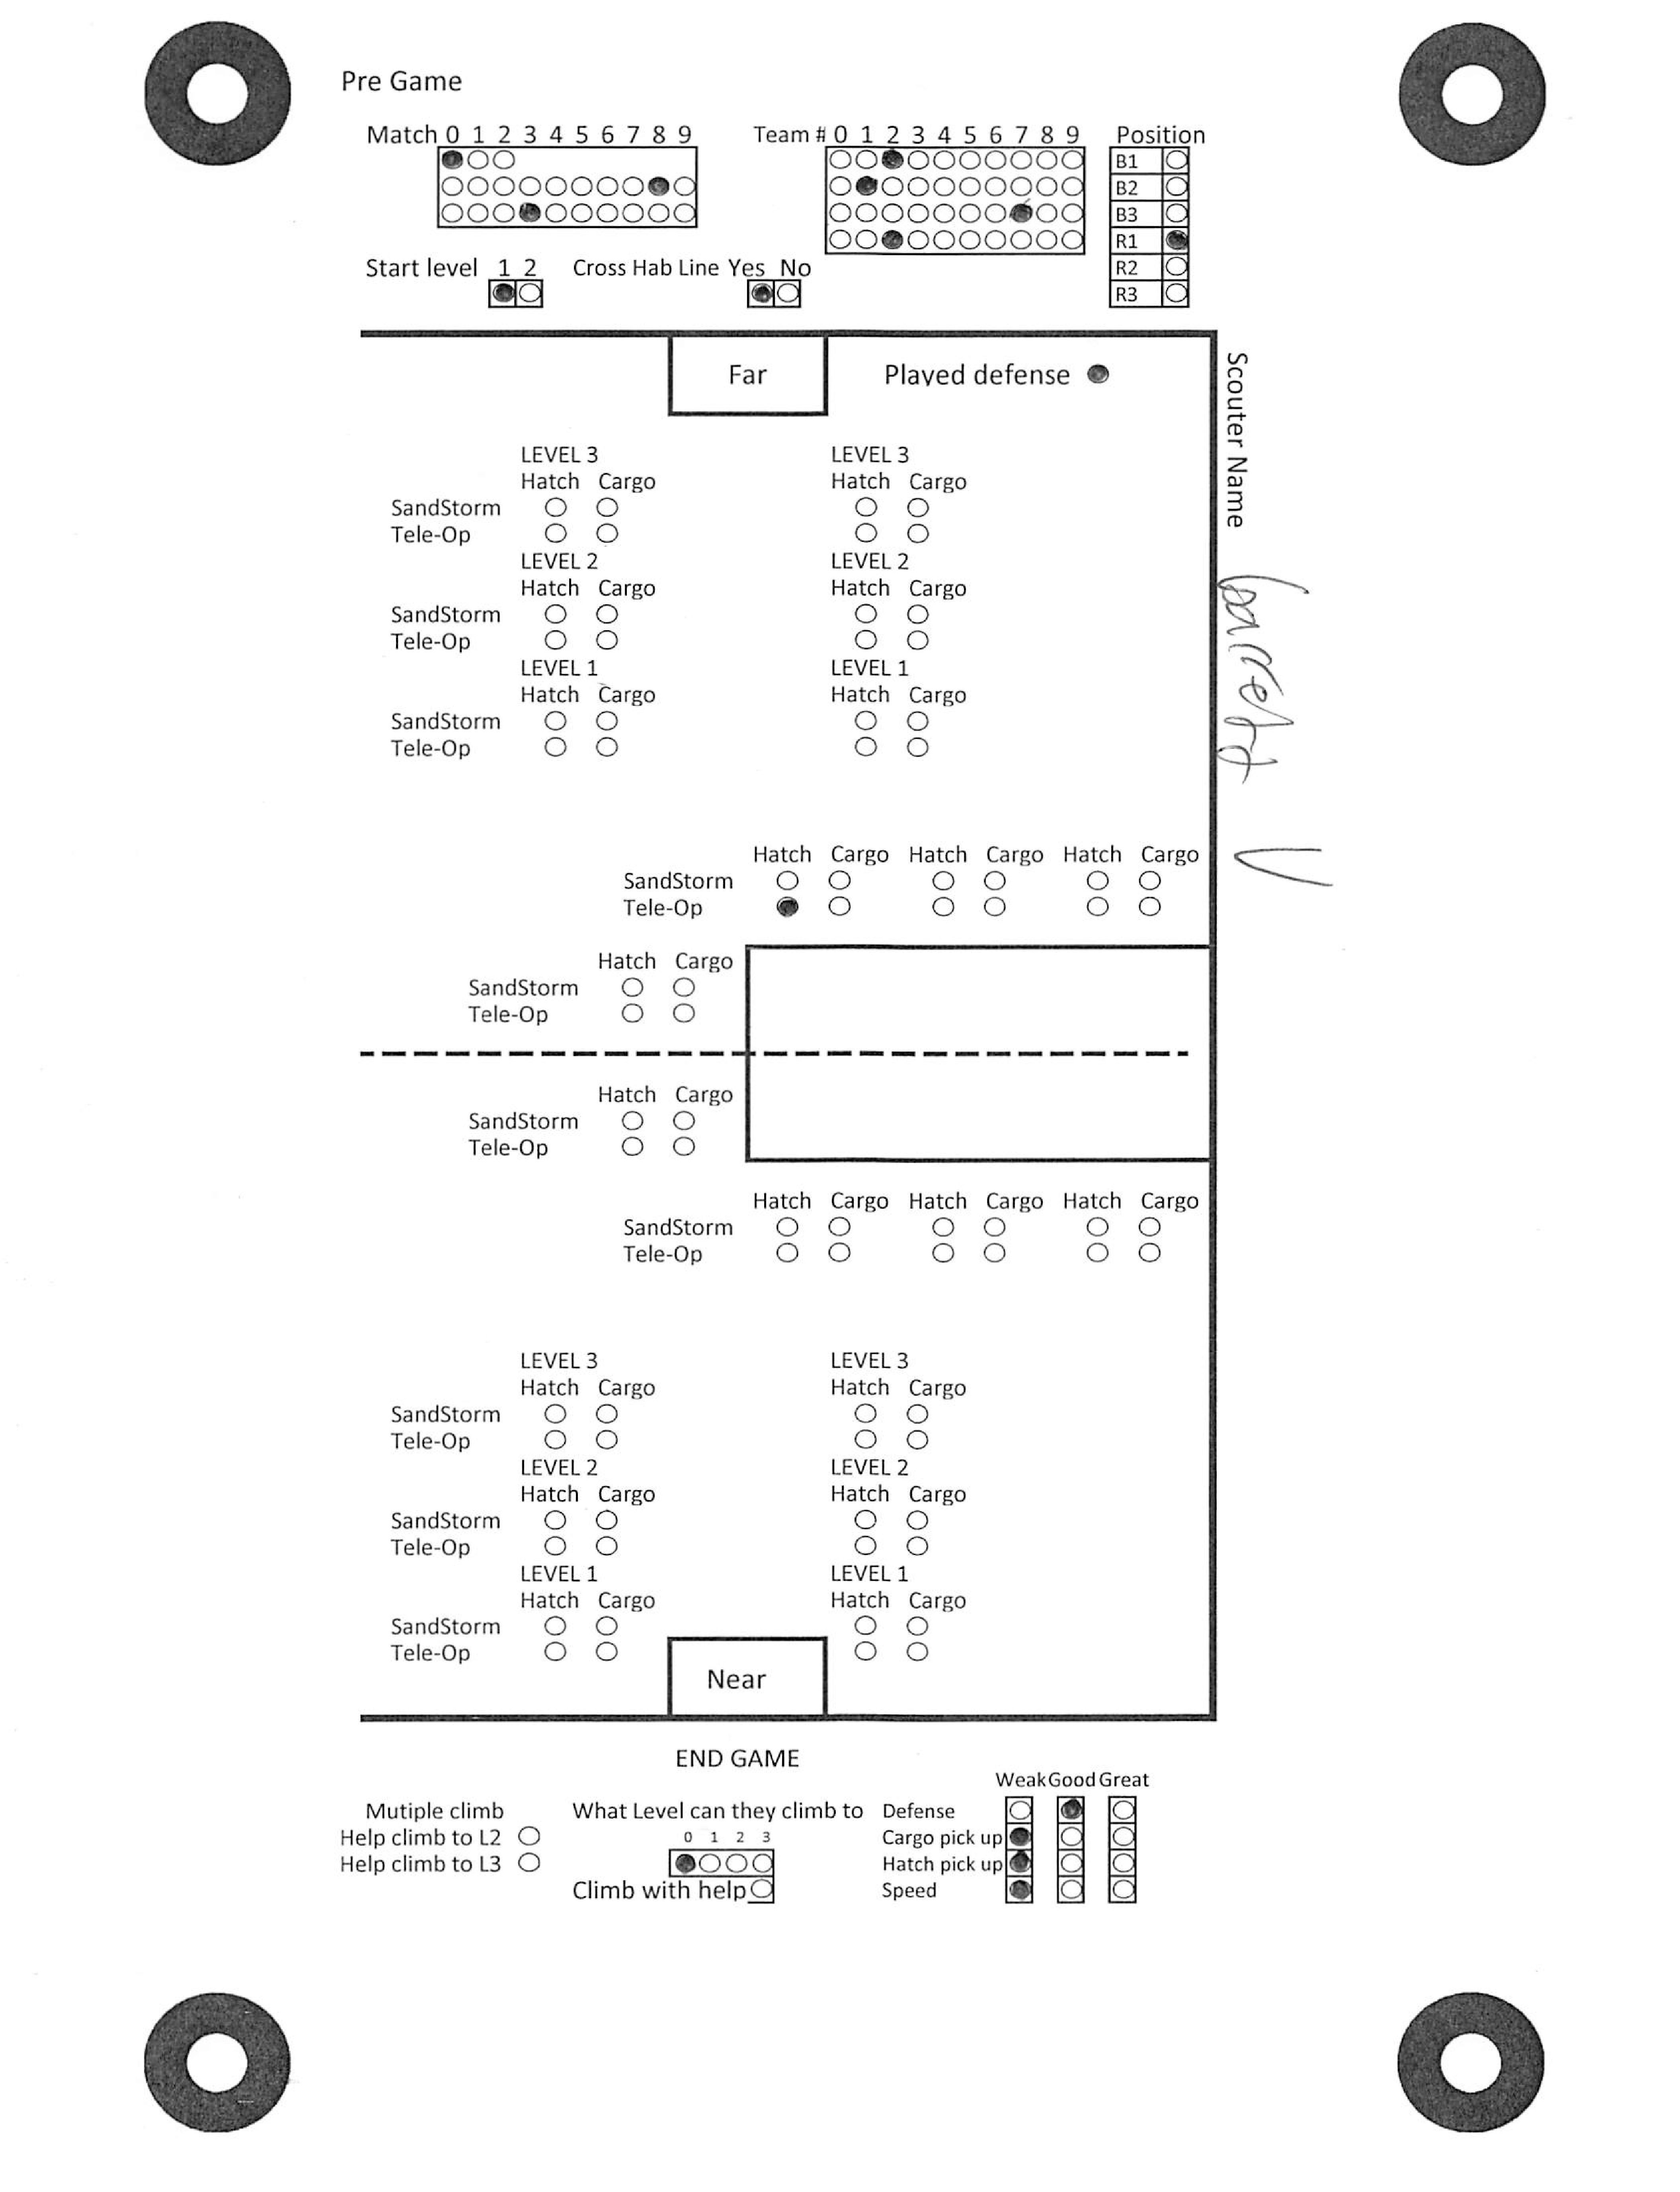 Pre Game
Match 0 1 2 3 4 5 6 7 8 9
Team # 0 1 2 3 4 5 6 7 8 9
Position
B1
B2
B3
R1
R2
R3
Start level 1 2
Cross Hab Line Yes No
Far
Played defense
Scouter Name
garrett V
LEVEL 3 LEVEL 3
Hatch Cargo Hatch Cargo
SandStorm
Tele-Op
LEVEL 2 LEVEL 2
Hatch Cargo Hatch Cargo
SandStorm
Tele-Op
LEVEL 1 LEVEL 1
Hatch Cargo Hatch Cargo
SandStorm
Tele-Op
Hatch Cargo Hatch Cargo Hatch Cargo
SandStorm
Tele-Op
Hatch Cargo
SandStorm
Tele-Op
Hatch Cargo
SandStorm
Tele-Op
Hatch Cargo Hatch Cargo Hatch Cargo
SandStorm
Tele-Op
LEVEL 3 LEVEL 3
Hatch Cargo Hatch Cargo
SandStorm
Tele-Op
LEVEL 2 LEVEL 2
Hatch Cargo Hatch Cargo
SandStorm
Tele-Op
LEVEL 1 LEVEL 1
Hatch Cargo Hatch Cargo
SandStorm
Tele-Op
Near
END GAME
Mutiple climb
Help climb to L2
Help climb to L3
What Level can they climb to
0 1 2 3
Climb with help
Weak Good Great
Defense
Cargo pick up
Hatch pick up
Speed